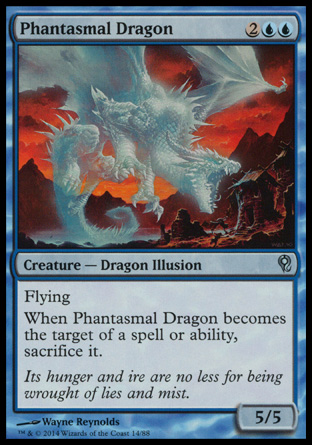 Phantasmal Dragon 2
Creature — Dragon Illusion
Flying
When Phantasmal Dragon becomes
the target of a spell or ability,
sacrifice it.
Its hunger and ire are no less for being
wrought of lies and mist.
Wayne Reynolds
5/5
™ & © 2014 Wizards of the Coast 14/88